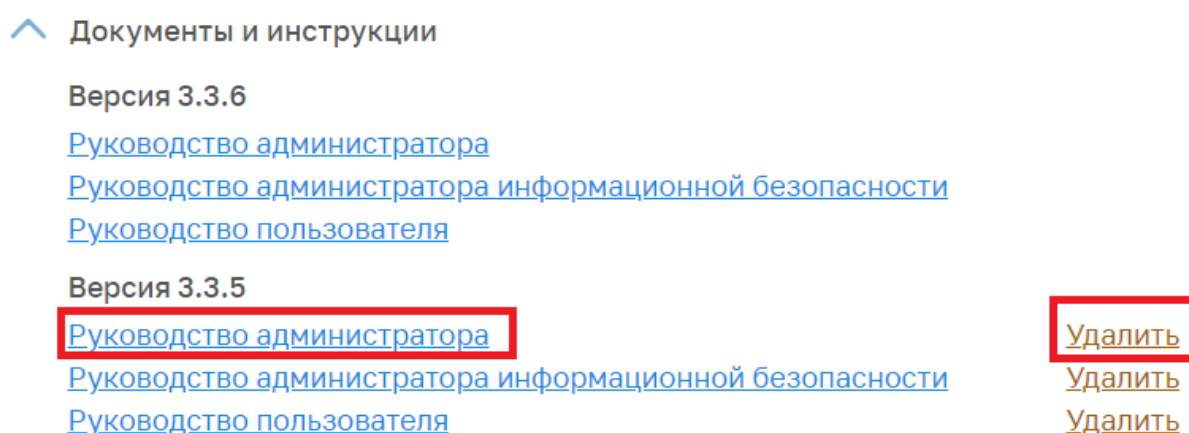 Документы и инструкции
Версия 3.3.6
Руководство администратора
Руководство администратора информационной безопасности
Руководство пользователя
Версия 3.3.5
Руководство администратора Удалить
Руководство администратора информационной безопасности Удалить
Руководство пользователя Удалить